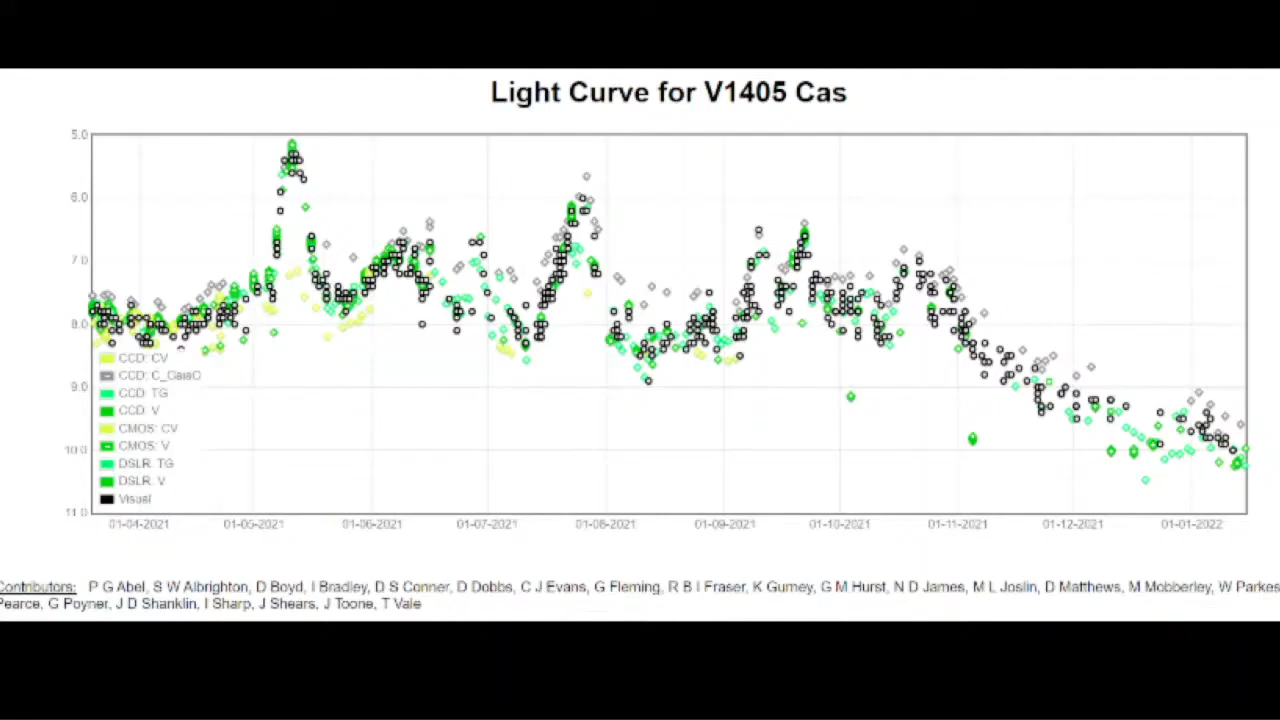 Light Curve for V1405 Cas
5.0
6.0
7.0
8.0
9.0
10.0
11.0
CCD: CV
CCD: C_GaiaG
CCD: TG
CCD: V
CMOS: CV
CMOS: V
DSLR: TG
DSLR: V
Visual
01-04-2021 01-05-2021 01-06-2021 01-07-2021 01-08-2021 01-09-2021 01-10-2021 01-11-2021 01-12-2021 01-01-2022
Contributors: P G Abel, S W Albrighton, D Boyd, I Bradley, D S Conner, D Dobbs, C J Evans, G Fleming, R B I Fraser, K Gurney, G M Hurst, N D James, M L Joslin, D Matthews, M Mobberley, W Parkes
Pearce, G Poyner, J D Shanklin, I Sharp, J Shears, J Toone, T Vale